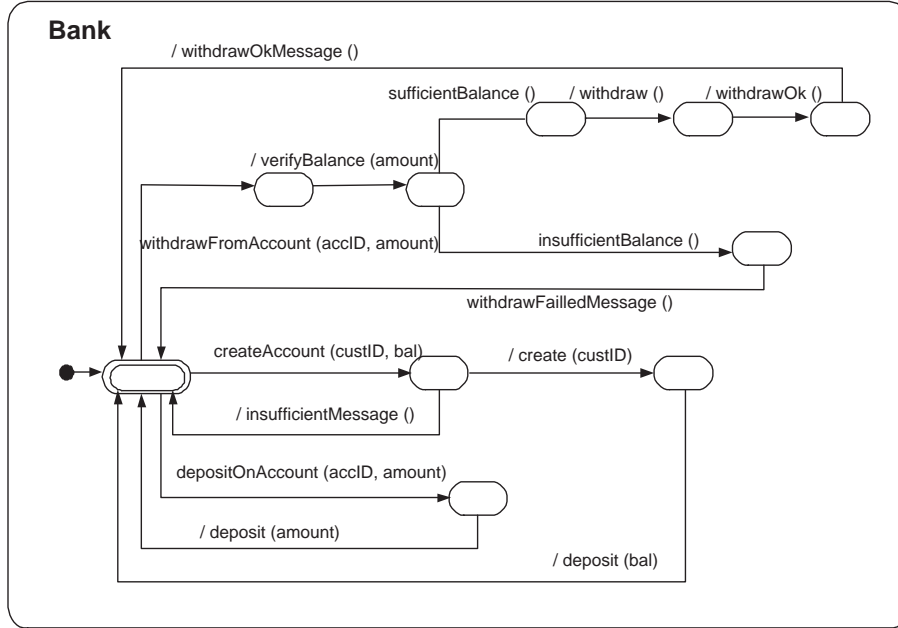 Bank
/ withdrawOkMessage ()
sufficientBalance ()
/ withdraw ()
/ withdrawOk ()
/ verifyBalance (amount)
withdrawFromAccount (accID, amount)
insufficientBalance ()
withdrawFailledMessage ()
createAccount (custID, bal)
/ create (custID)
/ insufficientMessage ()
depositOnAccount (accID, amount)
/ deposit (amount)
/ deposit (bal)